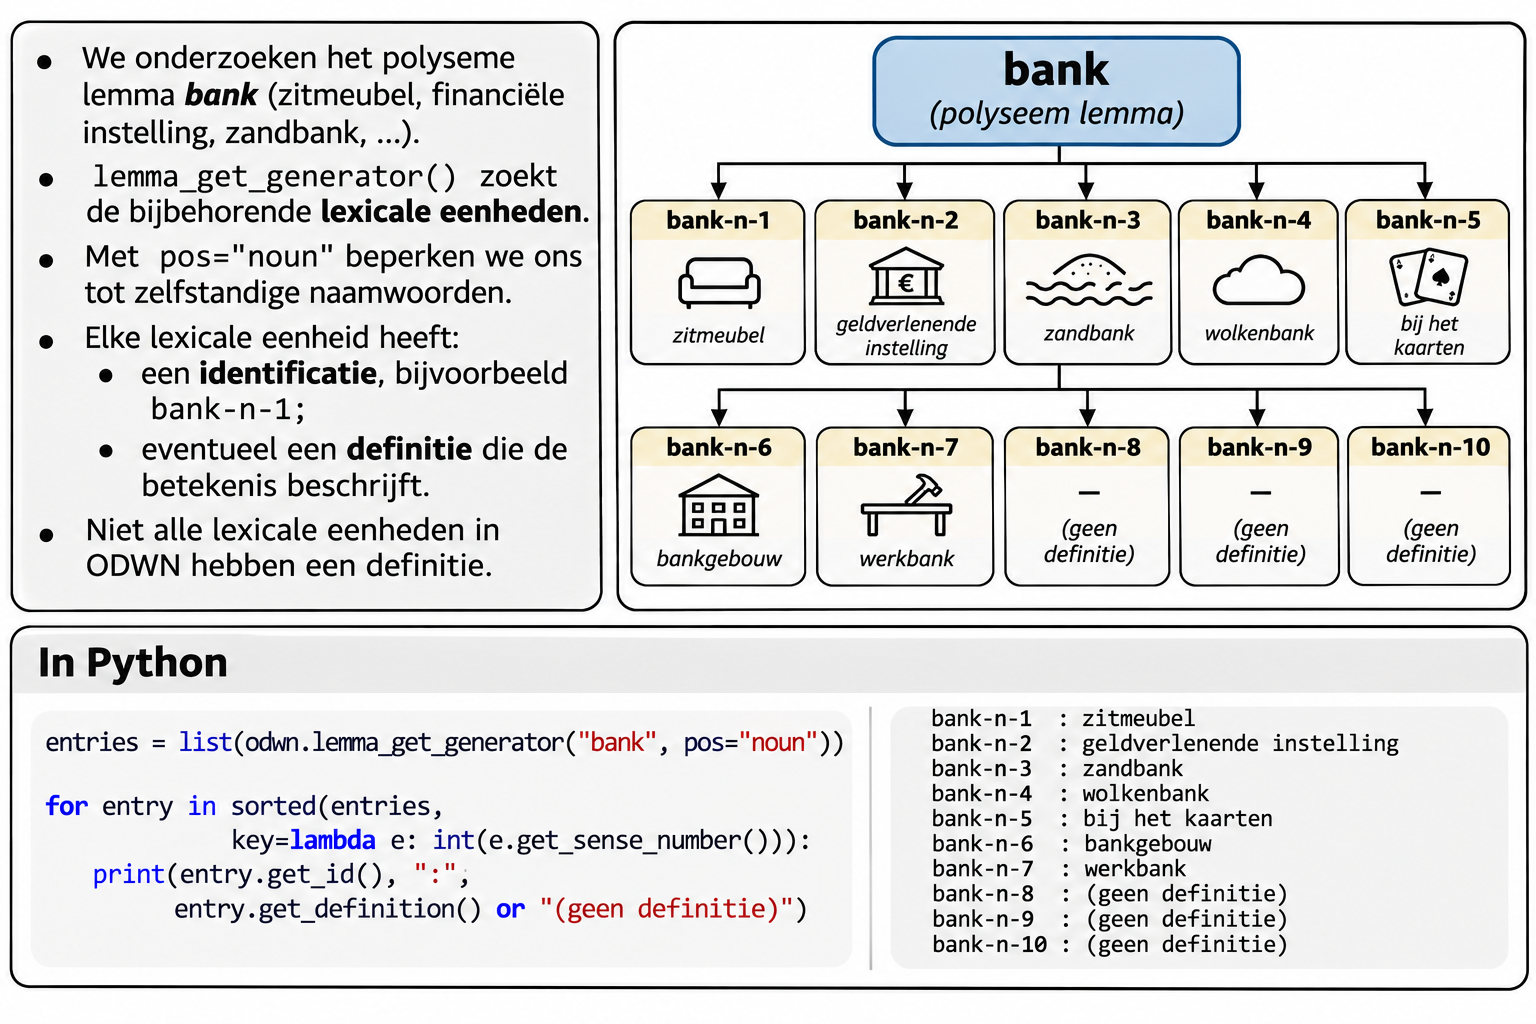 • We onderzoeken het polyseme
lemma bank (zitmeubel, financiële
instelling, zandbank, ...).
• lemma_get_generator() zoekt
de bijbehorende lexicale eenheden.
• Met pos="noun" beperken we ons
tot zelfstandige naamwoorden.
• Elke lexicale eenheid heeft:
• een identificatie, bijvoorbeeld
bank-n-1;
• eventueel een definitie die de
betekenis beschrijft.
• Niet alle lexicale eenheden in
ODWN hebben een definitie.
bank
(polyseem lemma)
bank-n-1
zitmeubel
bank-n-2
€
geldverlenende
instelling
bank-n-3
zandbank
bank-n-4
wolkenbank
bank-n-5
bij het
kaarten
bank-n-6
bankgebouw
bank-n-7
werkbank
bank-n-8
–
(geen
definitie)
bank-n-9
–
(geen
definitie)
bank-n-10
–
(geen
definitie)
In Python
entries = list(odwn.lemma_get_generator("bank", pos="noun"))
for entry in sorted(entries,
key=lambda e: int(e.get_sense_number())):
print(entry.get_id(), ":",
entry.get_definition() or "(geen definitie)")
bank-n-1 : zitmeubel
bank-n-2 : geldverlenende instelling
bank-n-3 : zandbank
bank-n-4 : wolkenbank
bank-n-5 : bij het kaarten
bank-n-6 : bankgebouw
bank-n-7 : werkbank
bank-n-8 : (geen definitie)
bank-n-9 : (geen definitie)
bank-n-10 : (geen definitie)